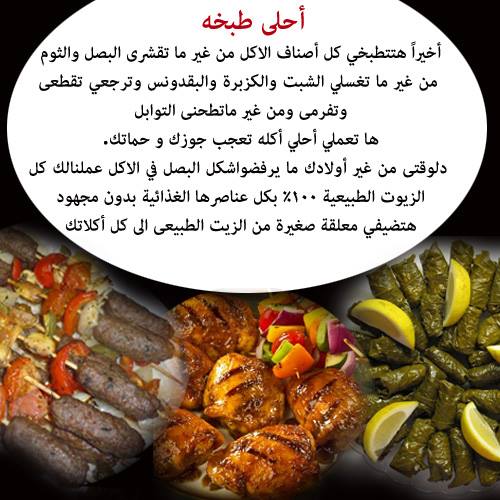 أحلى طبخه
أخيراً هتتطبخي كل أصناف الاكل من غير ما تقشرى البصل والثوم
من غير ما تغسلي الشبت والكزبرة والبقدونس وترجعي تقطعى
وتفرمى ومن غير ماتطحنى التوابل
ها تعملي أحلي أكله تعجب جوزك و حماتك.
دلوقتى من غير أولادك ما يرفضواشكل البصل في الاكل عملنالك كل
الزيوت الطبيعية ١٠٠٪ بكل عناصرها الغذائية بدون مجهود
هتضيفي معلقة صغيرة من الزيت الطبيعى الى كل أكلاتك